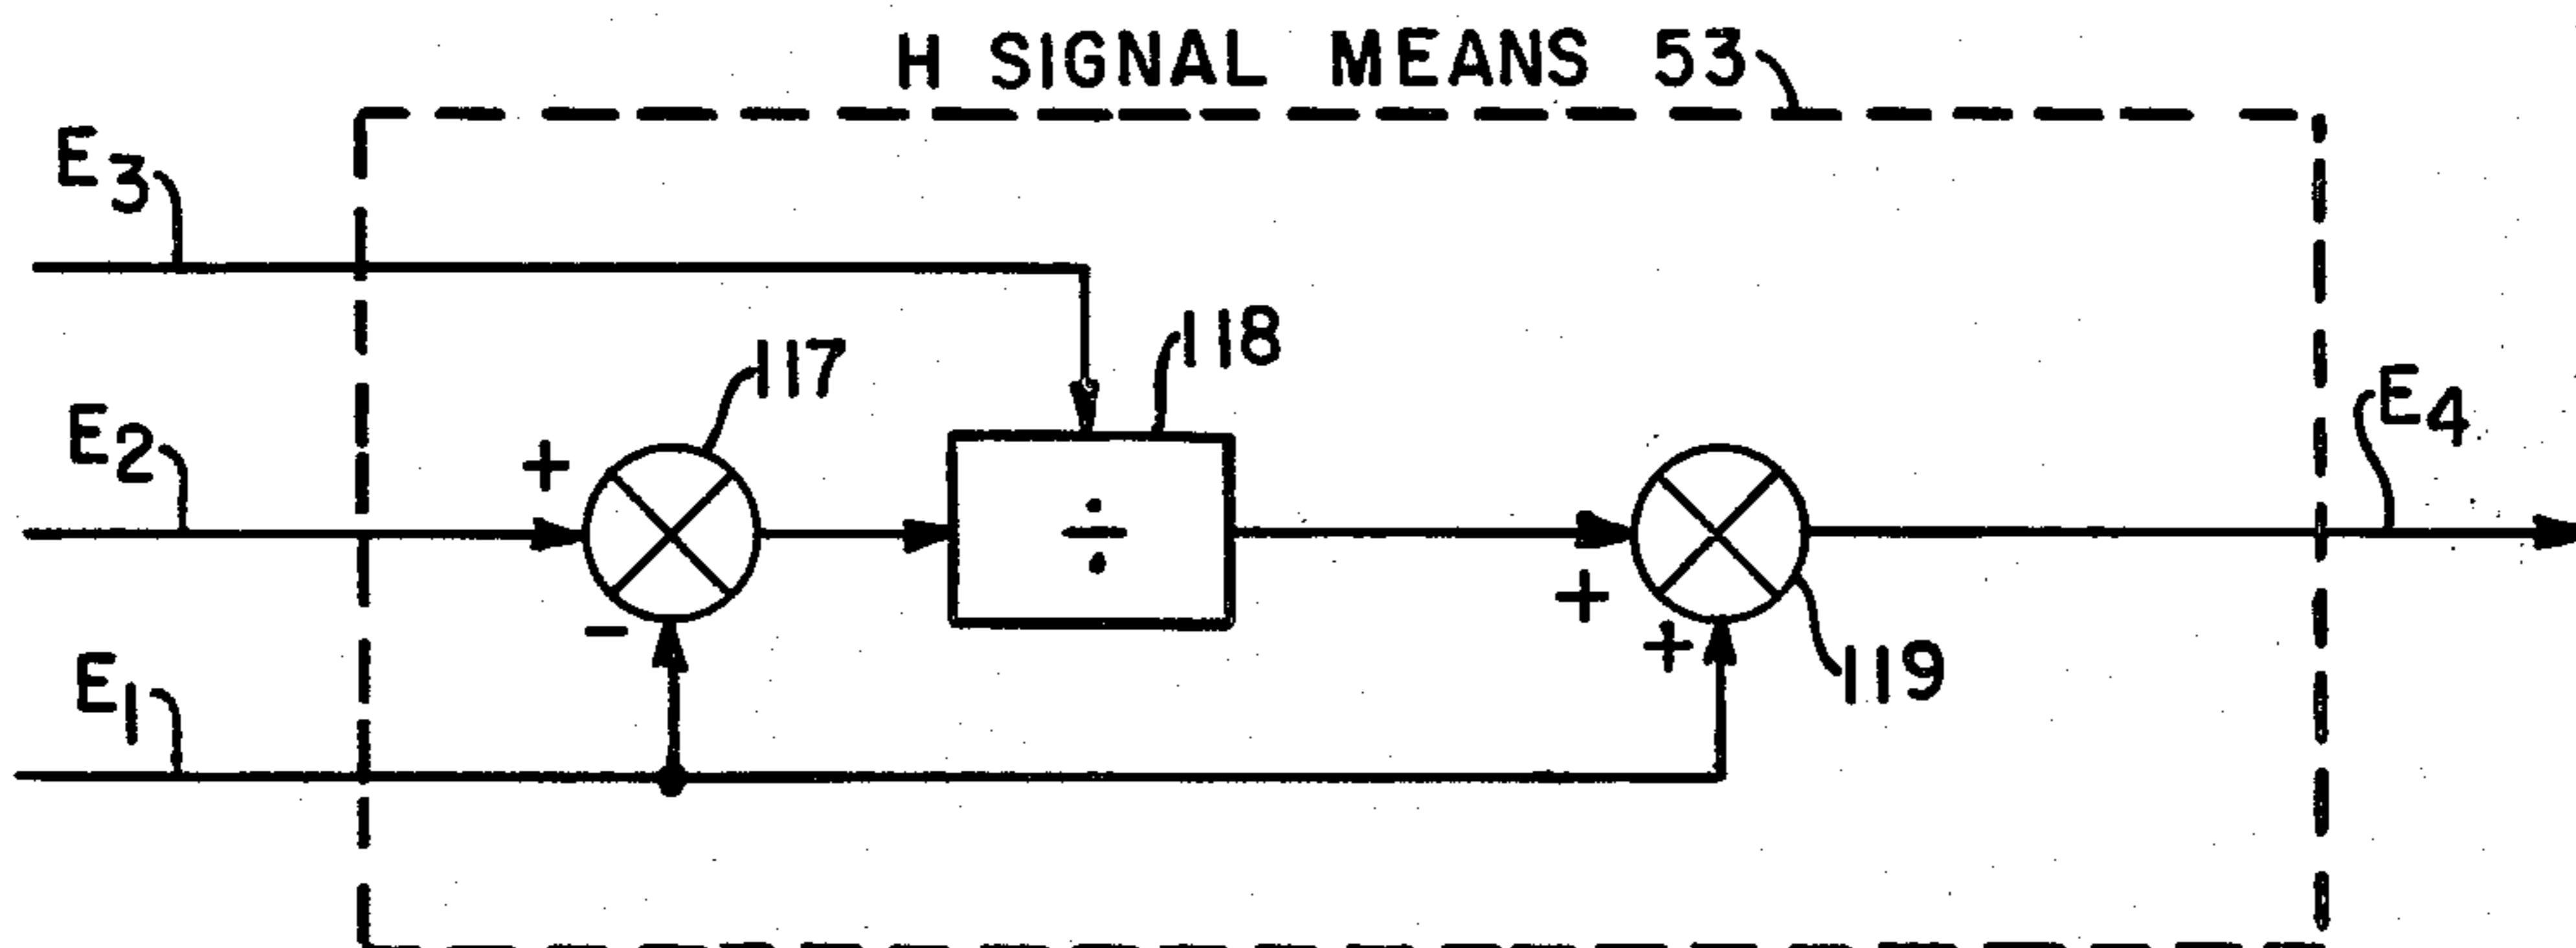 H SIGNAL MEANS 53
E3
118
117
E2
E4
+
÷
+
-
+
E1
119